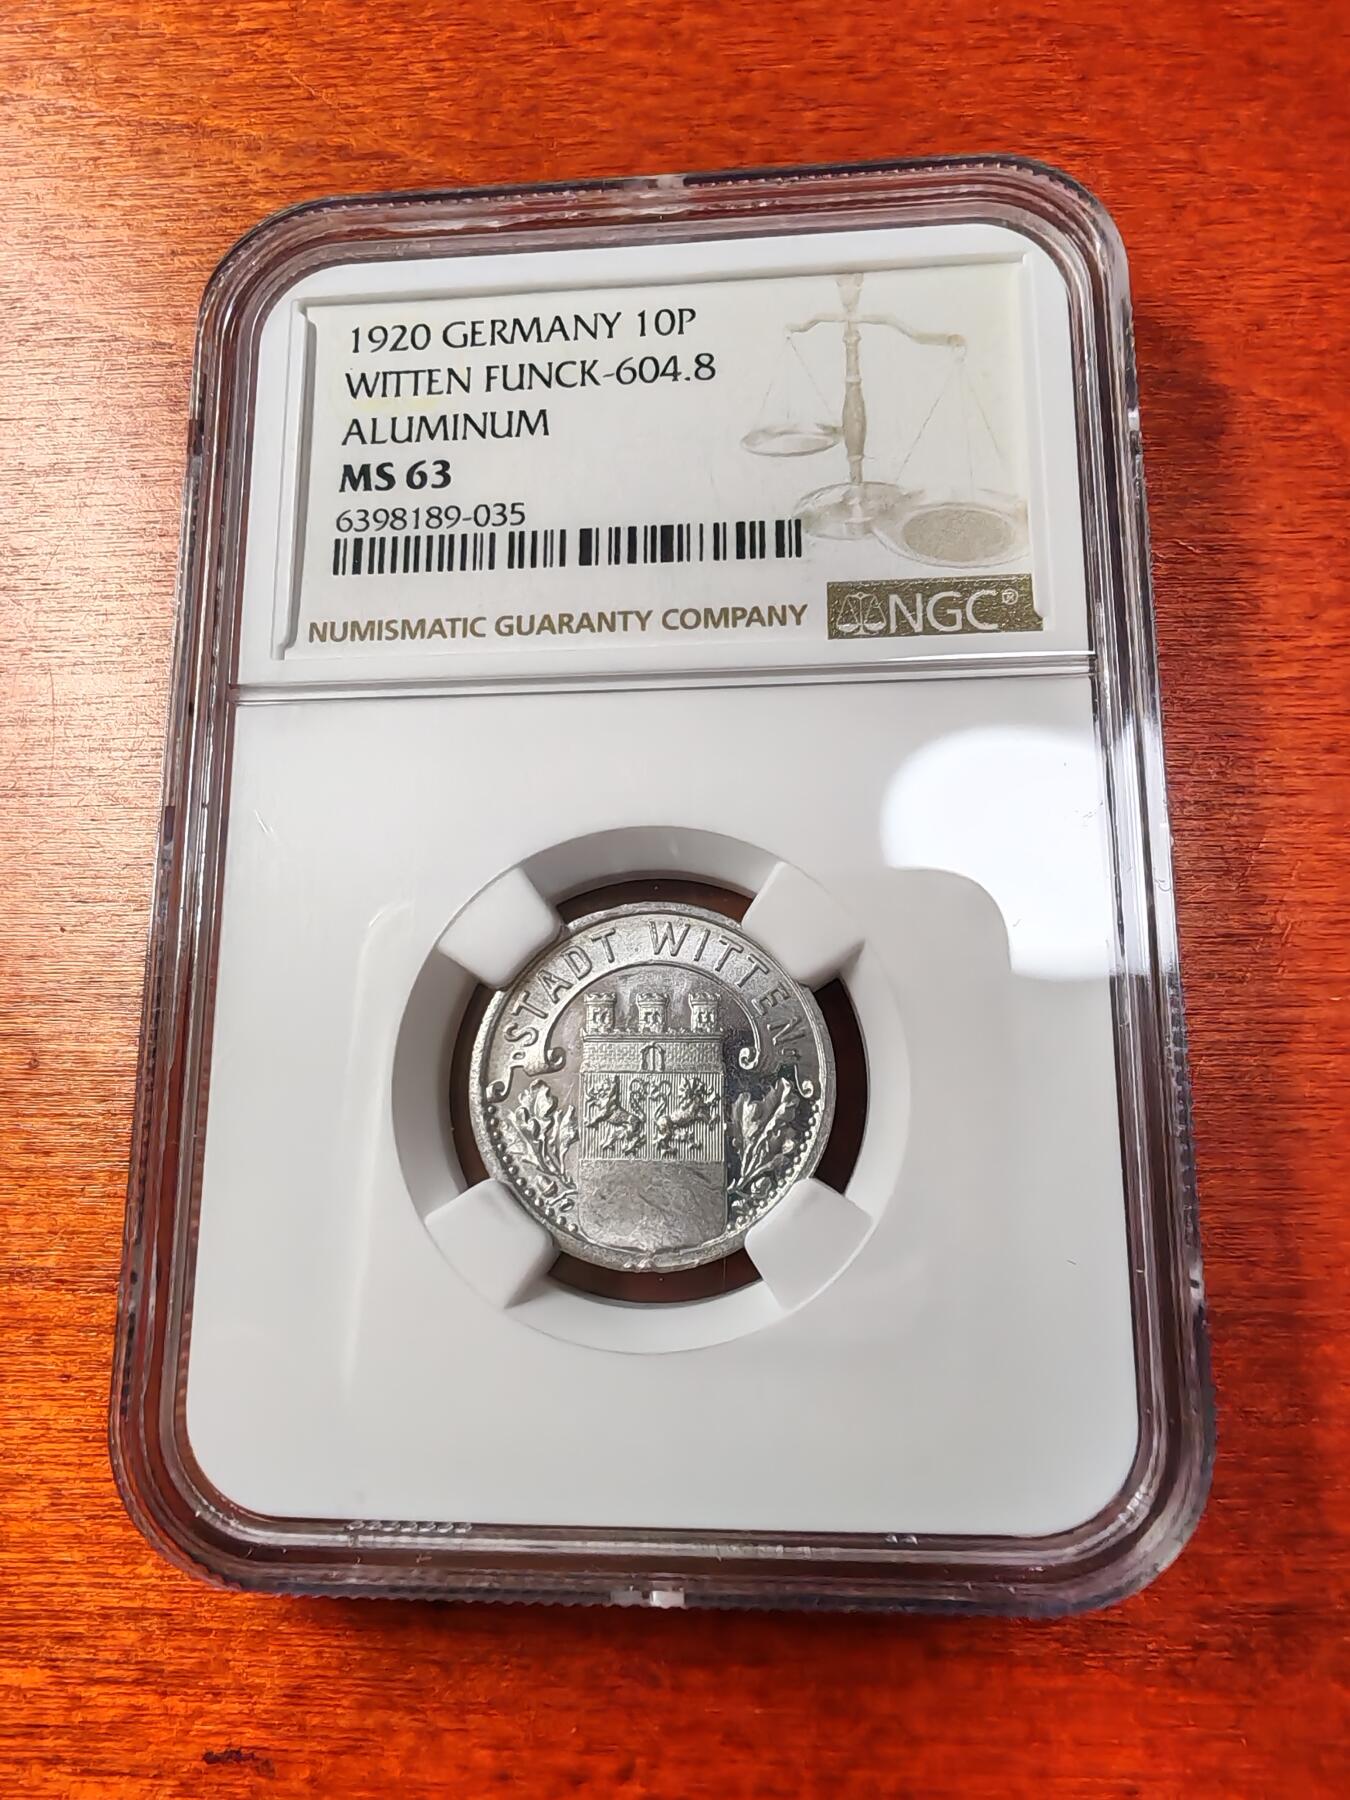 1920 GERMANY 10P
WITTEN FUNCK-604.8
ALUMINUM
MS 63
6398189-035
NUMISMATIC GUARANTY COMPANY NGC®
STADT WITTEN